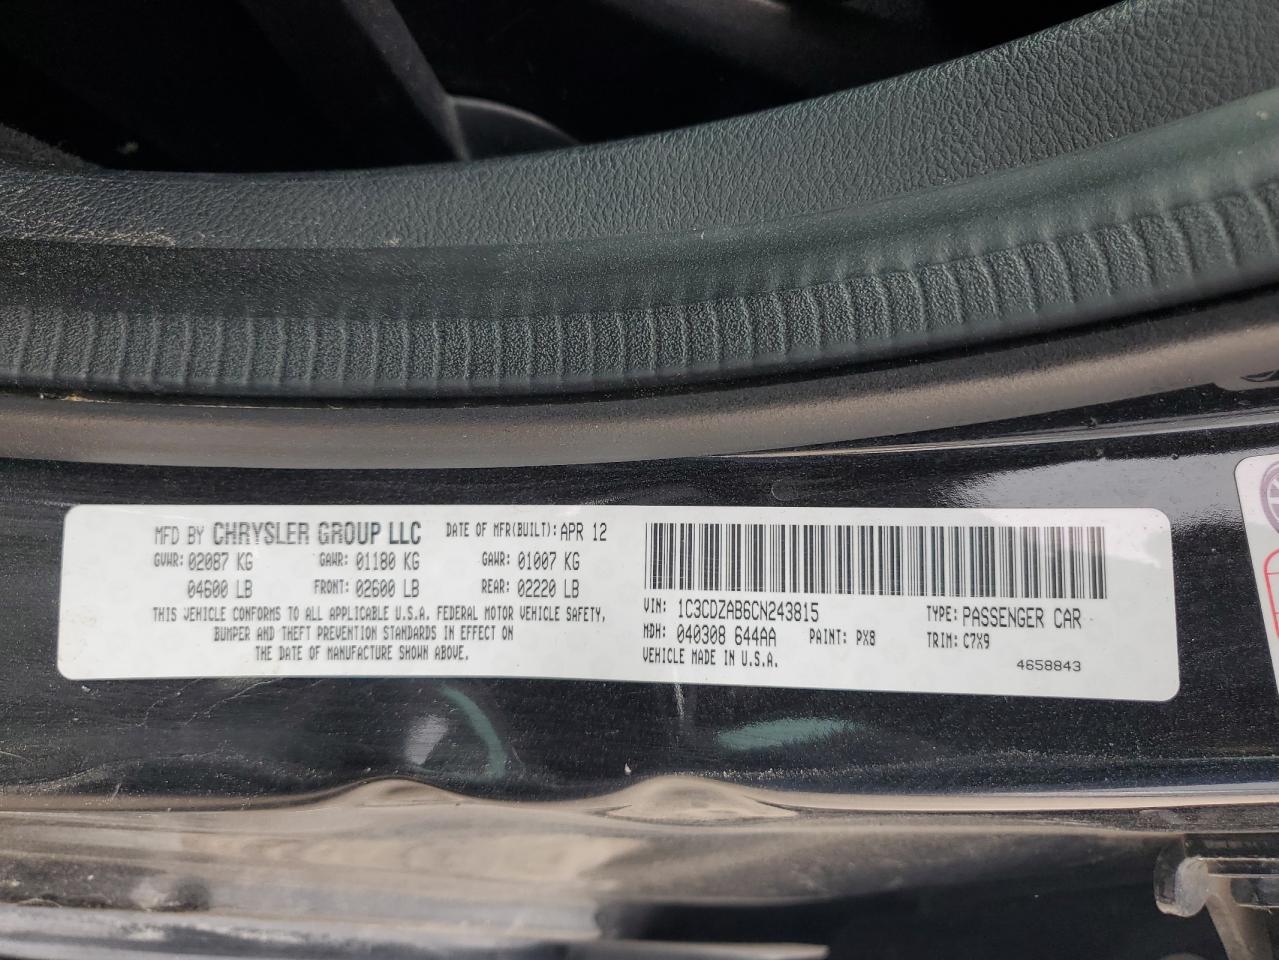 MFD BY CHRYSLER GROUP LLC DATE OF MFR(BUILT): APR 12
GVWR: 02087 KG GAWR: 01180 KG GAWR: 01007 KG
04600 LB FRONT: 02600 LB REAR: 02220 LB
THIS VEHICLE CONFORMS TO ALL APPLICABLE U.S.A. FEDERAL MOTOR VEHICLE SAFETY,
BUMPER AND THEFT PREVENTION STANDARDS IN EFFECT ON
THE DATE OF MANUFACTURE SHOWN ABOVE.
VIN: 1C3CDZAB6CN243815 TYPE: PASSENGER CAR
MDH: 040308 644AA PAINT: PX8 TRIM: C7X9
VEHICLE MADE IN U.S.A. 4658843